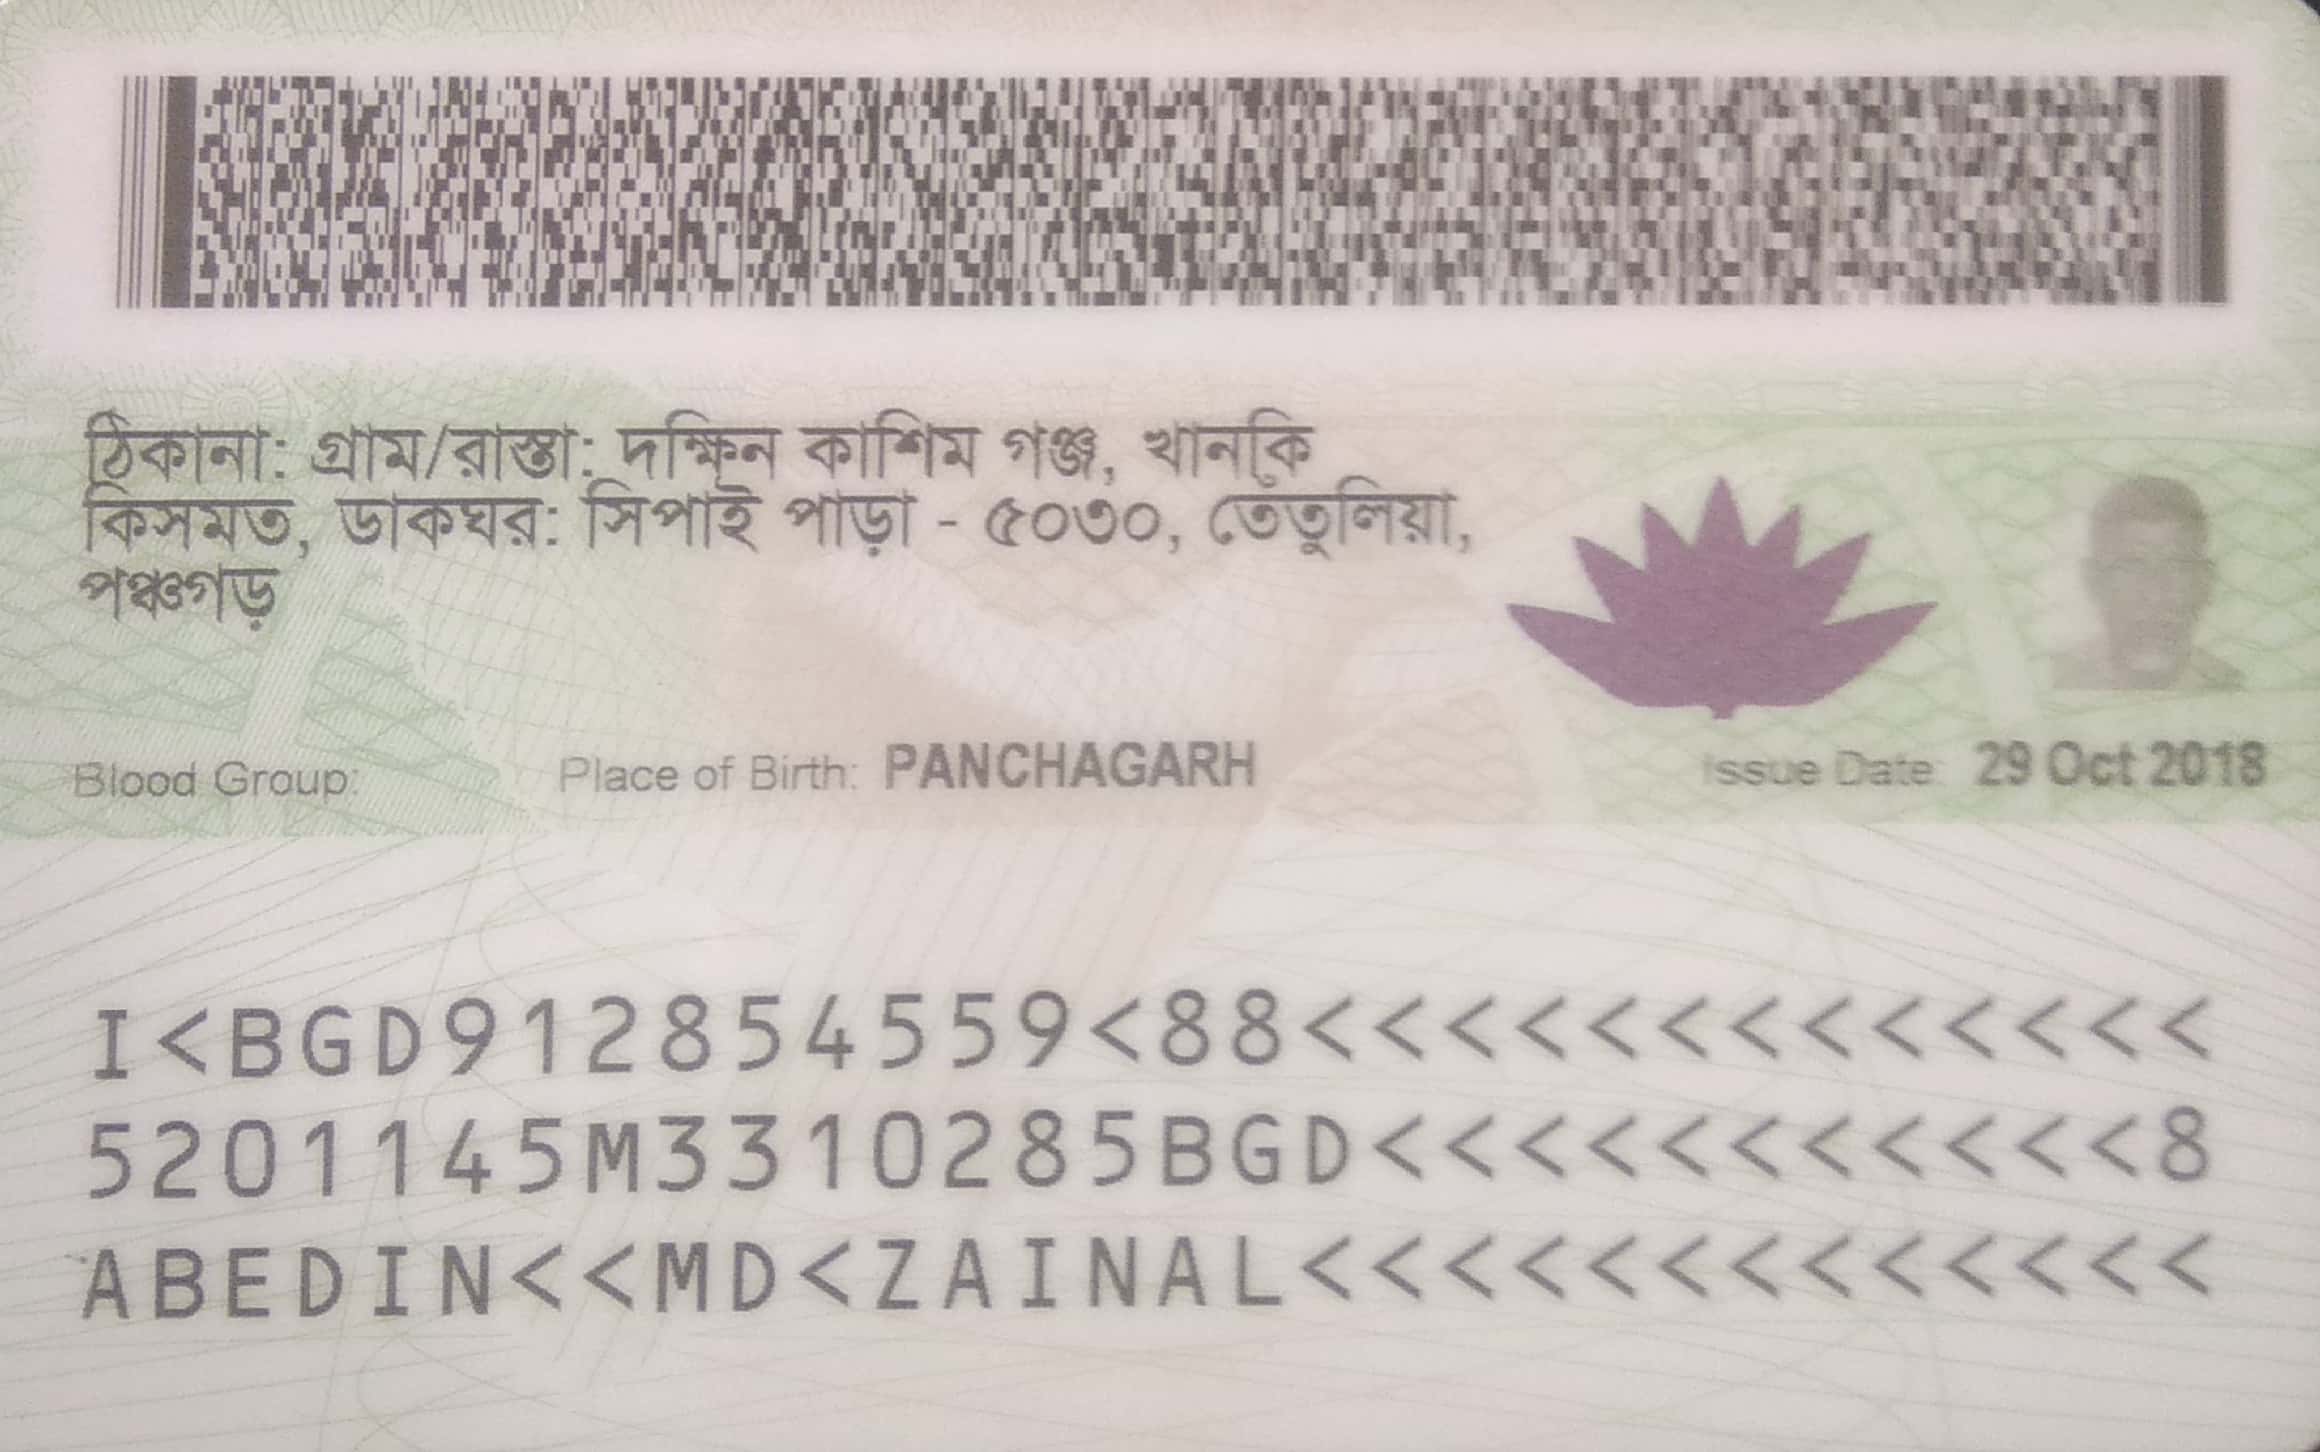 ঠিকানা: গ্রাম/রাস্তা: দক্ষিন কাশিম গঞ্জ, খানকি
কিসমত, ডাকঘর: সিপাই পাড়া - ৫০৩০, তেঁতুলিয়া,
পঞ্চগড়
Blood Group: Place of Birth: PANCHAGARH Issue Date: 29 Oct 2018
I<BGD912854559<88<<<<<<<<<<<<<
5201145M3310285BGD<<<<<<<<<<<8
ABEDIN<<MD<ZAINAL<<<<<<<<<<<<<